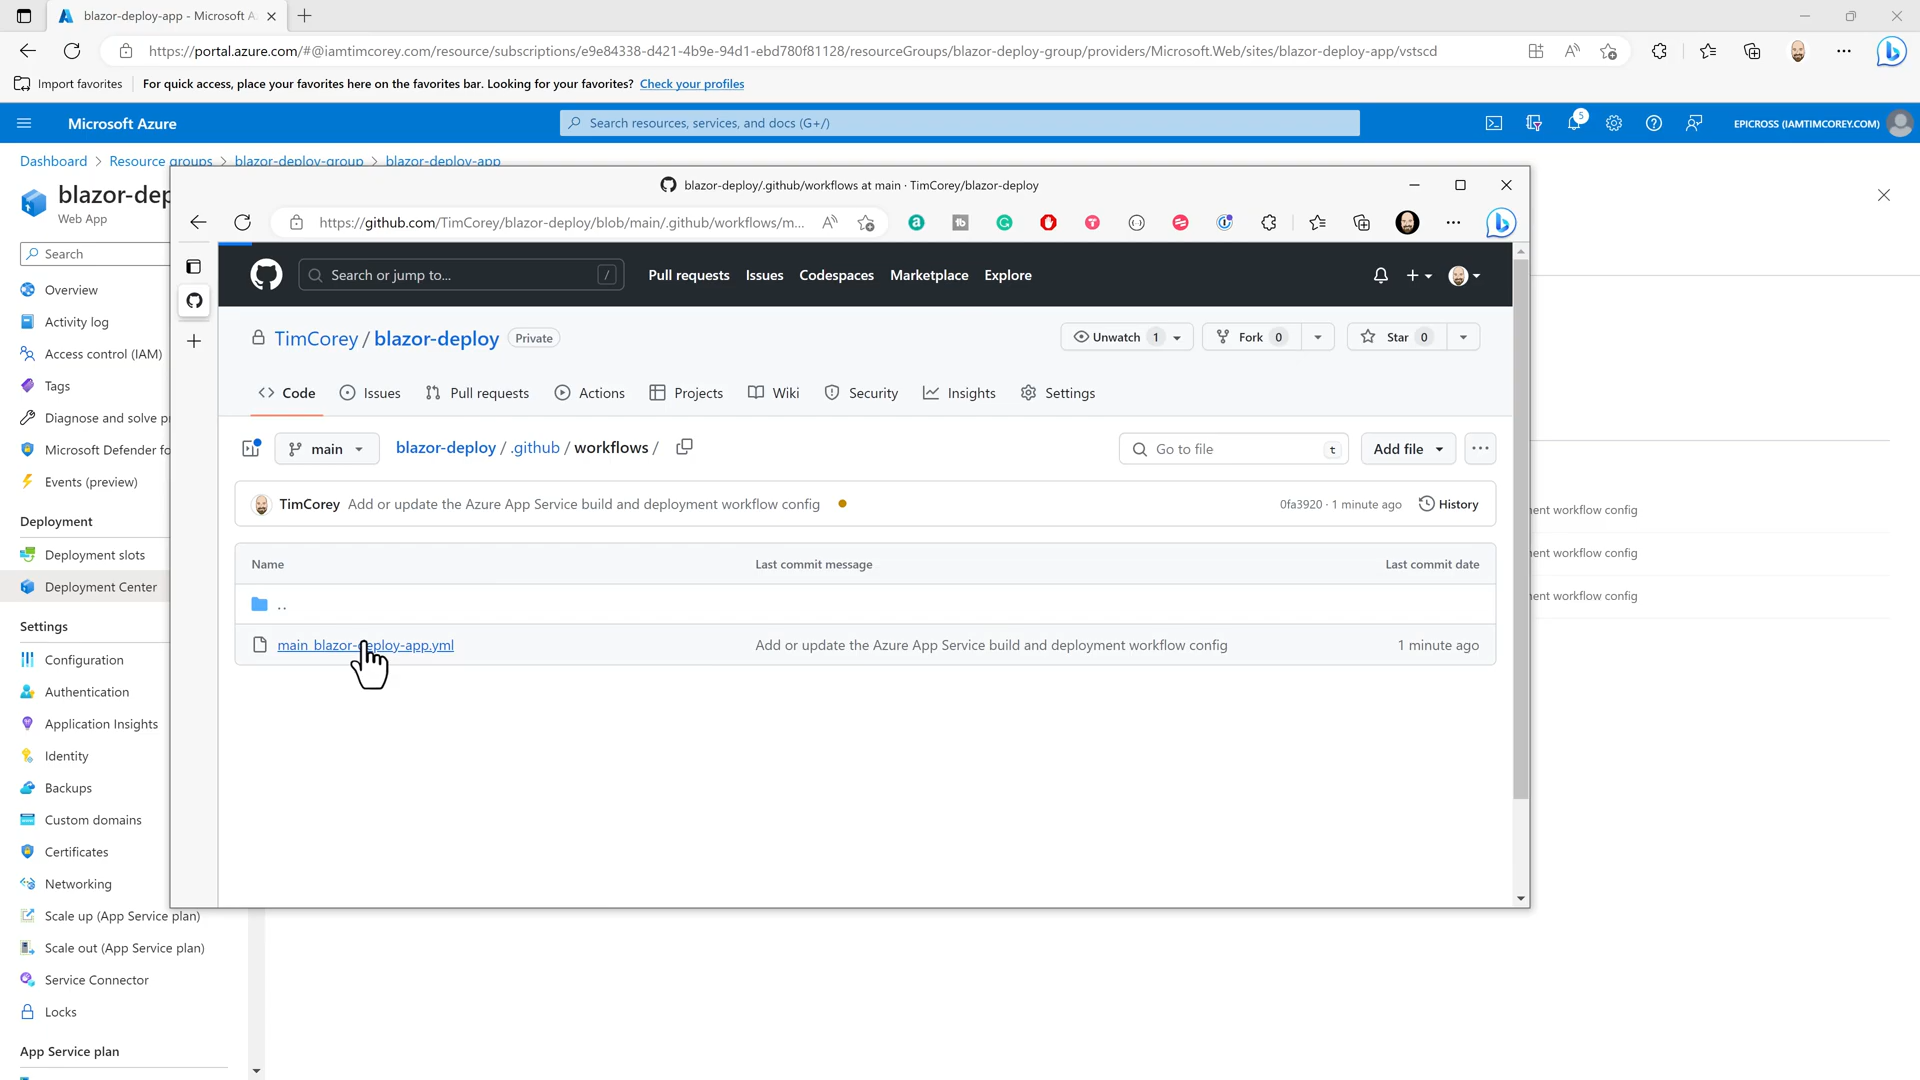 blazor-deploy-app - Microsoft A
https://portal.azure.com/#@iamtimcorey.com/resource/subscriptions/e9e84338-d421-4b9e-94d1-ebd780f81128/resourceGroups/blazor-deploy-group/providers/Microsoft.Web/sites/blazor-deploy-app/vstscd
Import favorites
For quick access, place your favorites here on the favorites bar. Looking for your favorites? Check your profiles
Microsoft Azure
Search resources, services, and docs (G+/)
5
EPICROSS (IAMTIMCOREY.COM)
Dashboard > Resource groups > blazor-deploy-group > blazor-deploy-app
blazor-dep
Web App
Search
Overview
Activity log
Access control (IAM)
Tags
Diagnose and solve p
Microsoft Defender fo
Events (preview)
Deployment
Deployment slots
Deployment Center
Settings
Configuration
Authentication
Application Insights
Identity
Backups
Custom domains
Certificates
Networking
Scale up (App Service plan)
Scale out (App Service plan)
Service Connector
Locks
App Service plan
blazor-deploy/.github/workflows at main · TimCorey/blazor-deploy
https://github.com/TimCorey/blazor-deploy/blob/main/.github/workflows/m...
Search or jump to...
/
Pull requests
Issues
Codespaces
Marketplace
Explore
TimCorey / blazor-deploy
Private
Unwatch 1
Fork 0
Star 0
Code
Issues
Pull requests
Actions
Projects
Wiki
Security
Insights
Settings
main
blazor-deploy / .github / workflows /
Go to file
t
Add file
TimCorey Add or update the Azure App Service build and deployment workflow config
0fa3920 · 1 minute ago
History
Name
Last commit message
Last commit date
..
main_blazor-deploy-app.yml
Add or update the Azure App Service build and deployment workflow config
1 minute ago
ent workflow config
ent workflow config
ent workflow config